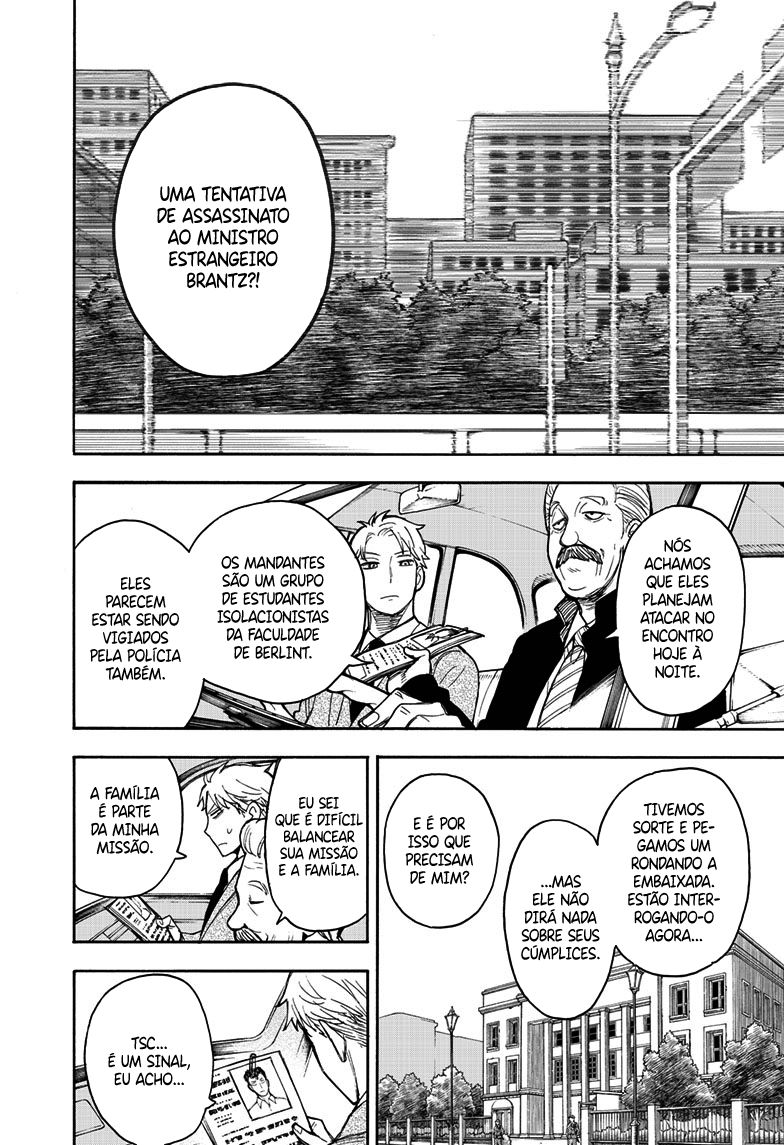 UMA TENTATIVA
DE ASSASSINATO
AO MINISTRO
ESTRANGEIRO
BRANTZ?!
NÓS
ACHAMOS
QUE ELES
PLANEJAM
ATACAR NO
ENCONTRO
HOJE À
NOITE.
OS MANDANTES
SÃO UM GRUPO
DE ESTUDANTES
ISOLACIONISTAS
DA FACULDADE
DE BERLINT.
ELES
PARECEM
ESTAR SENDO
VIGIADOS
PELA POLÍCIA
TAMBÉM.
TIVEMOS
SORTE E PE-
GAMOS UM
RONDANDO A
EMBAIXADA.
ESTÃO INTER-
ROGANDO-O
AGORA...
...MAS
ELE NÃO
DIRÁ NADA
SOBRE SEUS
CÚMPLICES.
E É POR
ISSO QUE
PRECISAM
DE MIM?
EU SEI
QUE É DIFÍCIL
BALANCEAR
SUA MISSÃO
E A FAMÍLIA.
A FAMÍLIA
É PARTE
DA MINHA
MISSÃO.
TSC...
É UM SINAL,
EU ACHO...